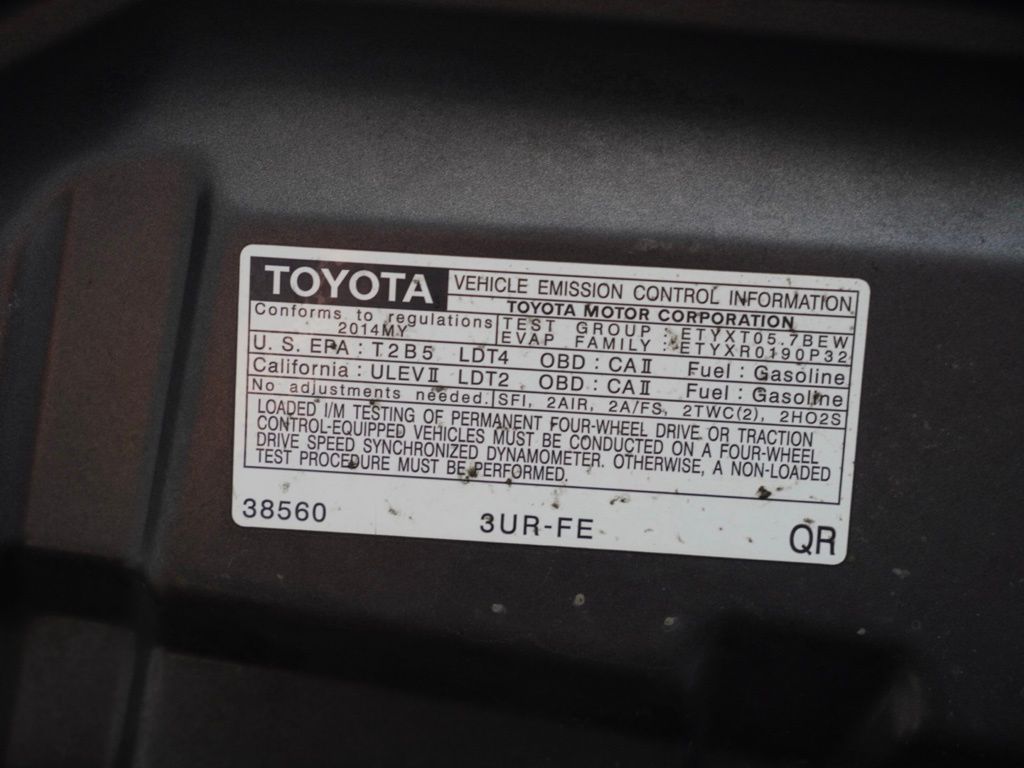 TOYOTA VEHICLE EMISSION CONTROL INFORMATION
TOYOTA MOTOR CORPORATION
Conforms to regulations
2014MY
TEST GROUP : ETYXT05.7BEW
EVAP FAMILY : ETYXR0190P32
U.S. EPA : T2B5 LDT4 OBD : CAⅡ Fuel : Gasoline
California : ULEVⅡ LDT2 OBD : CAⅡ Fuel : Gasoline
No adjustments needed. SFI, 2AIR, 2A/FS, 2TWC(2), 2HO2S
LOADED I/M TESTING OF PERMANENT FOUR-WHEEL DRIVE OR TRACTION
CONTROL-EQUIPPED VEHICLES MUST BE CONDUCTED ON A FOUR-WHEEL
DRIVE SPEED SYNCHRONIZED DYNAMOMETER. OTHERWISE, A NON-LOADED
TEST PROCEDURE MUST BE PERFORMED.
38560 3UR-FE QR